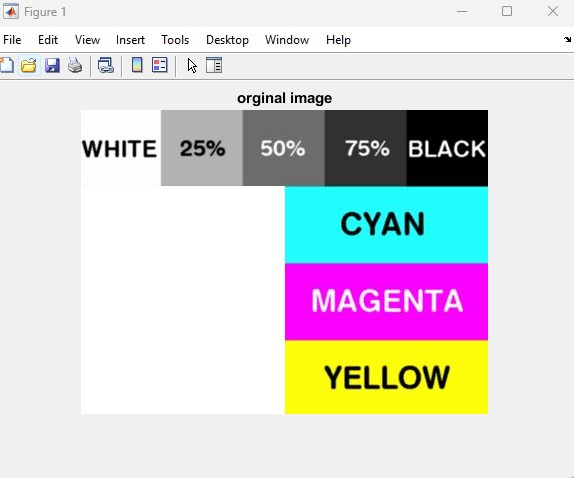 Figure 1
File Edit View Insert Tools Desktop Window Help
orginal image
WHITE 25% 50% 75% BLACK
CYAN
MAGENTA
YELLOW